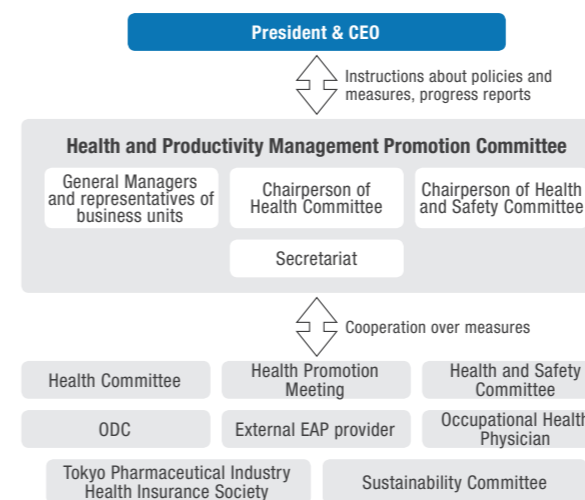 President & CEO
Instructions about policies and
measures, progress reports
Health and Productivity Management Promotion Committee
General Managers
and representatives of
business units
Chairperson of
Health Committee
Chairperson of Health
and Safety Committee
Secretariat
Cooperation over measures
Health Committee
Health Promotion
Meeting
Health and Safety
Committee
ODC
External EAP provider
Occupational Health
Physician
Tokyo Pharmaceutical Industry
Health Insurance Society
Sustainability Committee